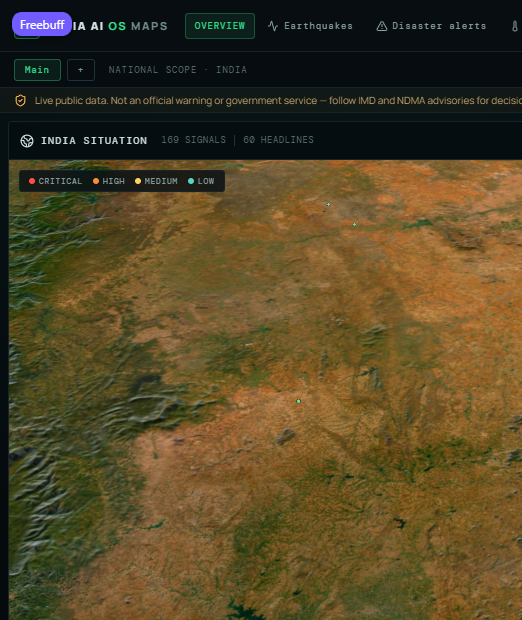 Freebuff IA AI OS MAPS OVERVIEW Earthquakes Disaster alerts
Main + NATIONAL SCOPE · INDIA
Live public data. Not an official warning or government service — follow IMD and NDMA advisories for decisio
INDIA SITUATION 169 SIGNALS | 60 HEADLINES
CRITICAL HIGH MEDIUM LOW